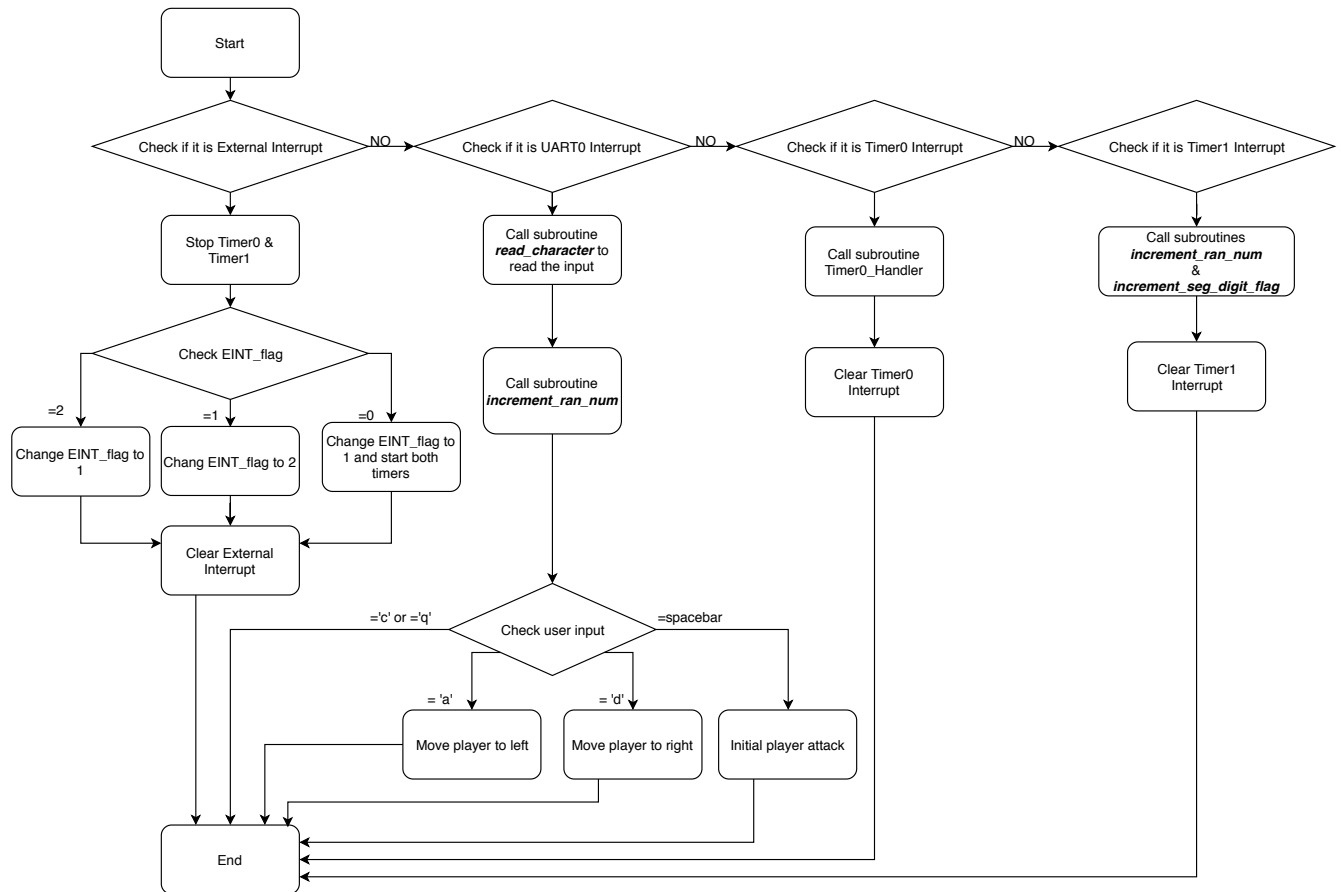 Start
Check if it is External Interrupt
NO
Check if it is UART0 Interrupt
NO
Check if it is Timer0 Interrupt
NO
Check if it is Timer1 Interrupt
Stop Timer0 &
Timer1
Call subroutine
read_character to
read the input
Call subroutine
Timer0_Handler
Call subroutines
increment_ran_num
&
increment_seg_digit_flag
Check EINT_flag
Call subroutine
increment_ran_num
Clear Timer0
Interrupt
Clear Timer1
Interrupt
=2
=1
=0
Change EINT_flag to
1
Chang EINT_flag to 2
Change EINT_flag to
1 and start both
timers
Clear External
Interrupt
='c' or ='q'
Check user input
=spacebar
= 'a'
= 'd'
Move player to left
Move player to right
Initial player attack
End